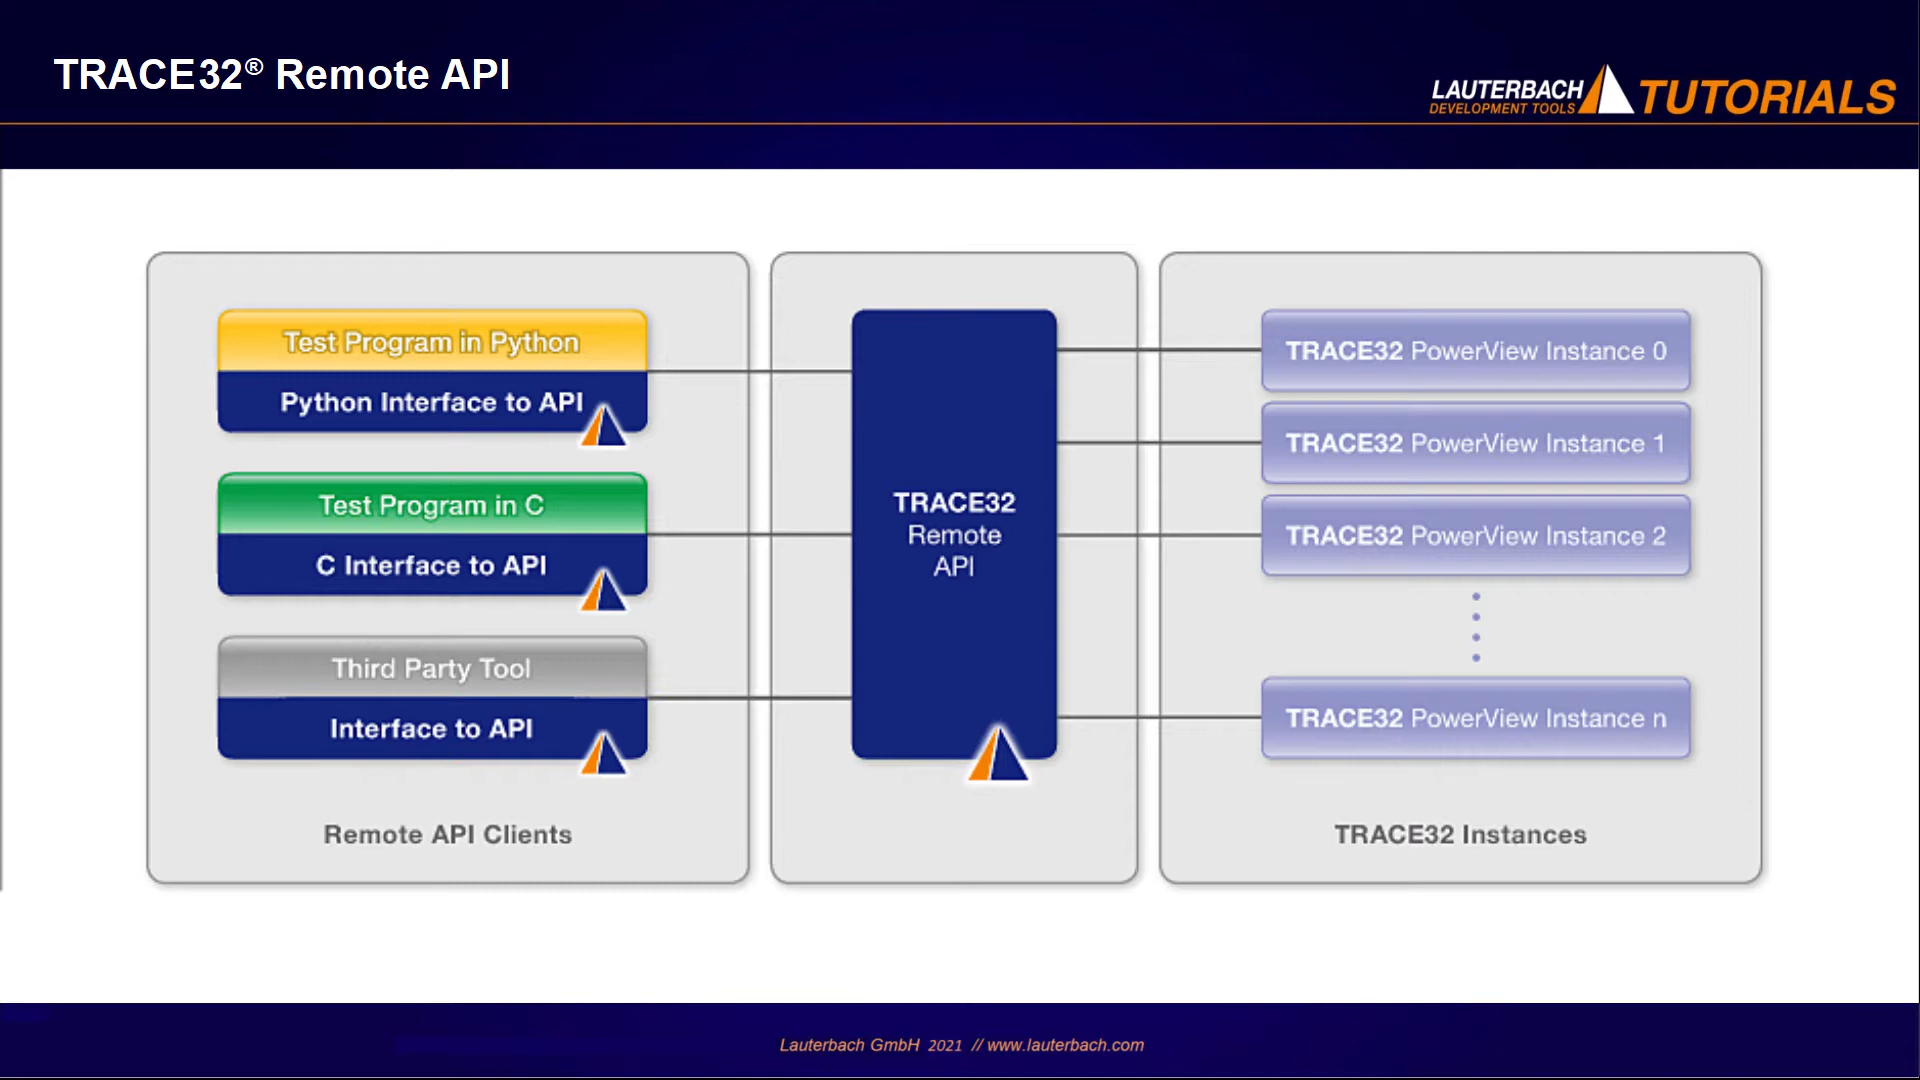 TRACE32® Remote API
LAUTERBACH
DEVELOPMENT TOOLS
TUTORIALS
Test Program in Python
Python Interface to API
Test Program in C
C Interface to API
Third Party Tool
Interface to API
Remote API Clients
TRACE32
Remote
API
TRACE32 PowerView Instance 0
TRACE32 PowerView Instance 1
TRACE32 PowerView Instance 2
TRACE32 PowerView Instance n
TRACE32 Instances
Lauterbach GmbH 2021 // www.lauterbach.com